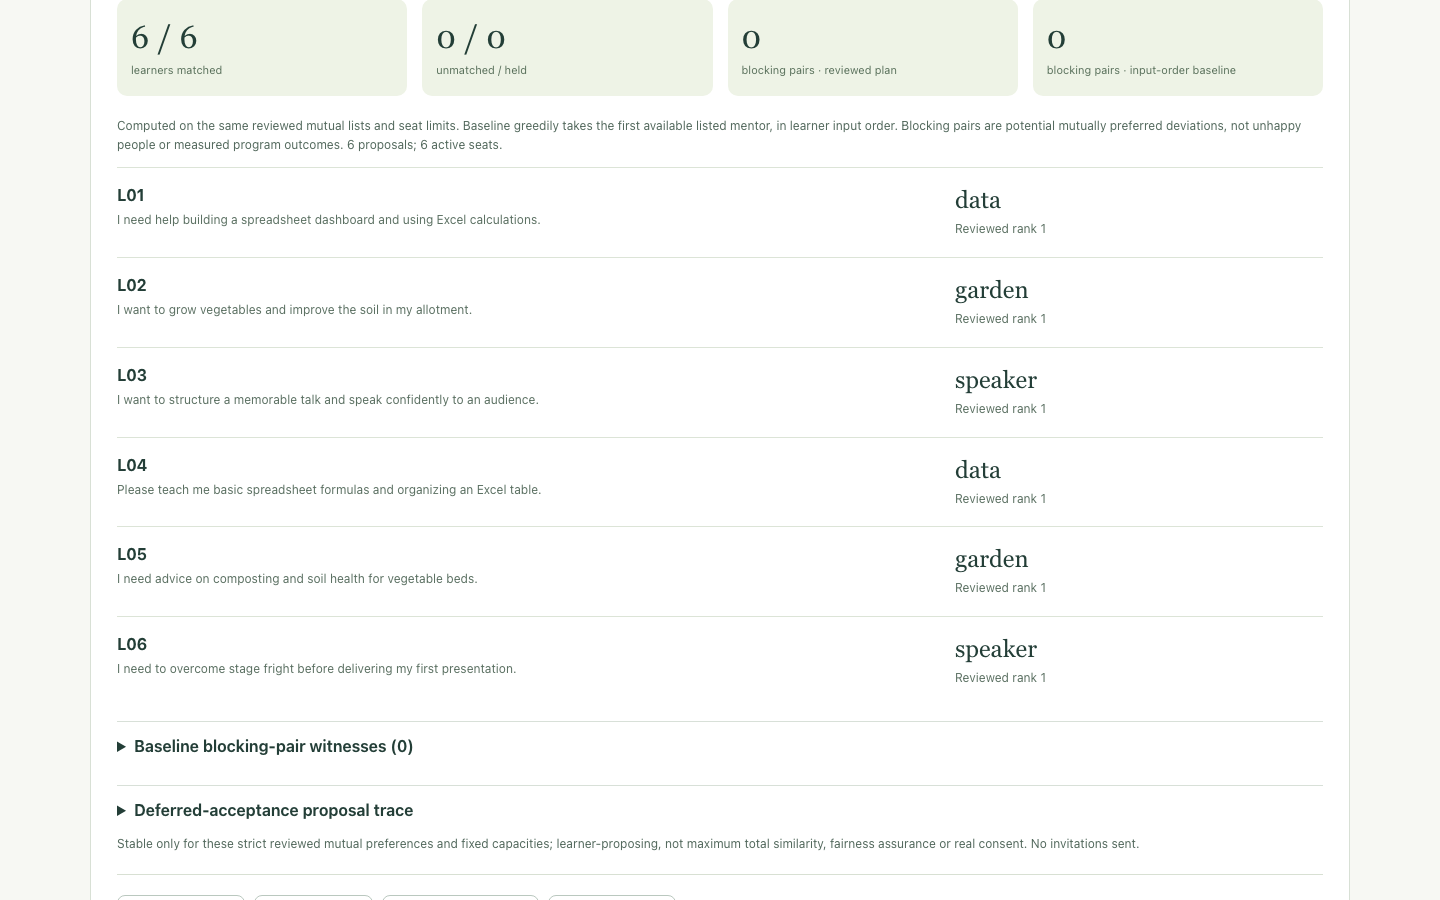 6 / 6
learners matched
0 / 0
unmatched / held
0
blocking pairs · reviewed plan
0
blocking pairs · input-order baseline
Computed on the same reviewed mutual lists and seat limits. Baseline greedily takes the first available listed mentor, in learner input order. Blocking pairs are potential mutually preferred deviations, not unhappy
people or measured program outcomes. 6 proposals; 6 active seats.
L01
I need help building a spreadsheet dashboard and using Excel calculations.
data
Reviewed rank 1
L02
I want to grow vegetables and improve the soil in my allotment.
garden
Reviewed rank 1
L03
I want to structure a memorable talk and speak confidently to an audience.
speaker
Reviewed rank 1
L04
Please teach me basic spreadsheet formulas and organizing an Excel table.
data
Reviewed rank 1
L05
I need advice on composting and soil health for vegetable beds.
garden
Reviewed rank 1
L06
I need to overcome stage fright before delivering my first presentation.
speaker
Reviewed rank 1
Baseline blocking-pair witnesses (0)
Deferred-acceptance proposal trace
Stable only for these strict reviewed mutual preferences and fixed capacities; learner-proposing, not maximum total similarity, fairness assurance or real consent. No invitations sent.